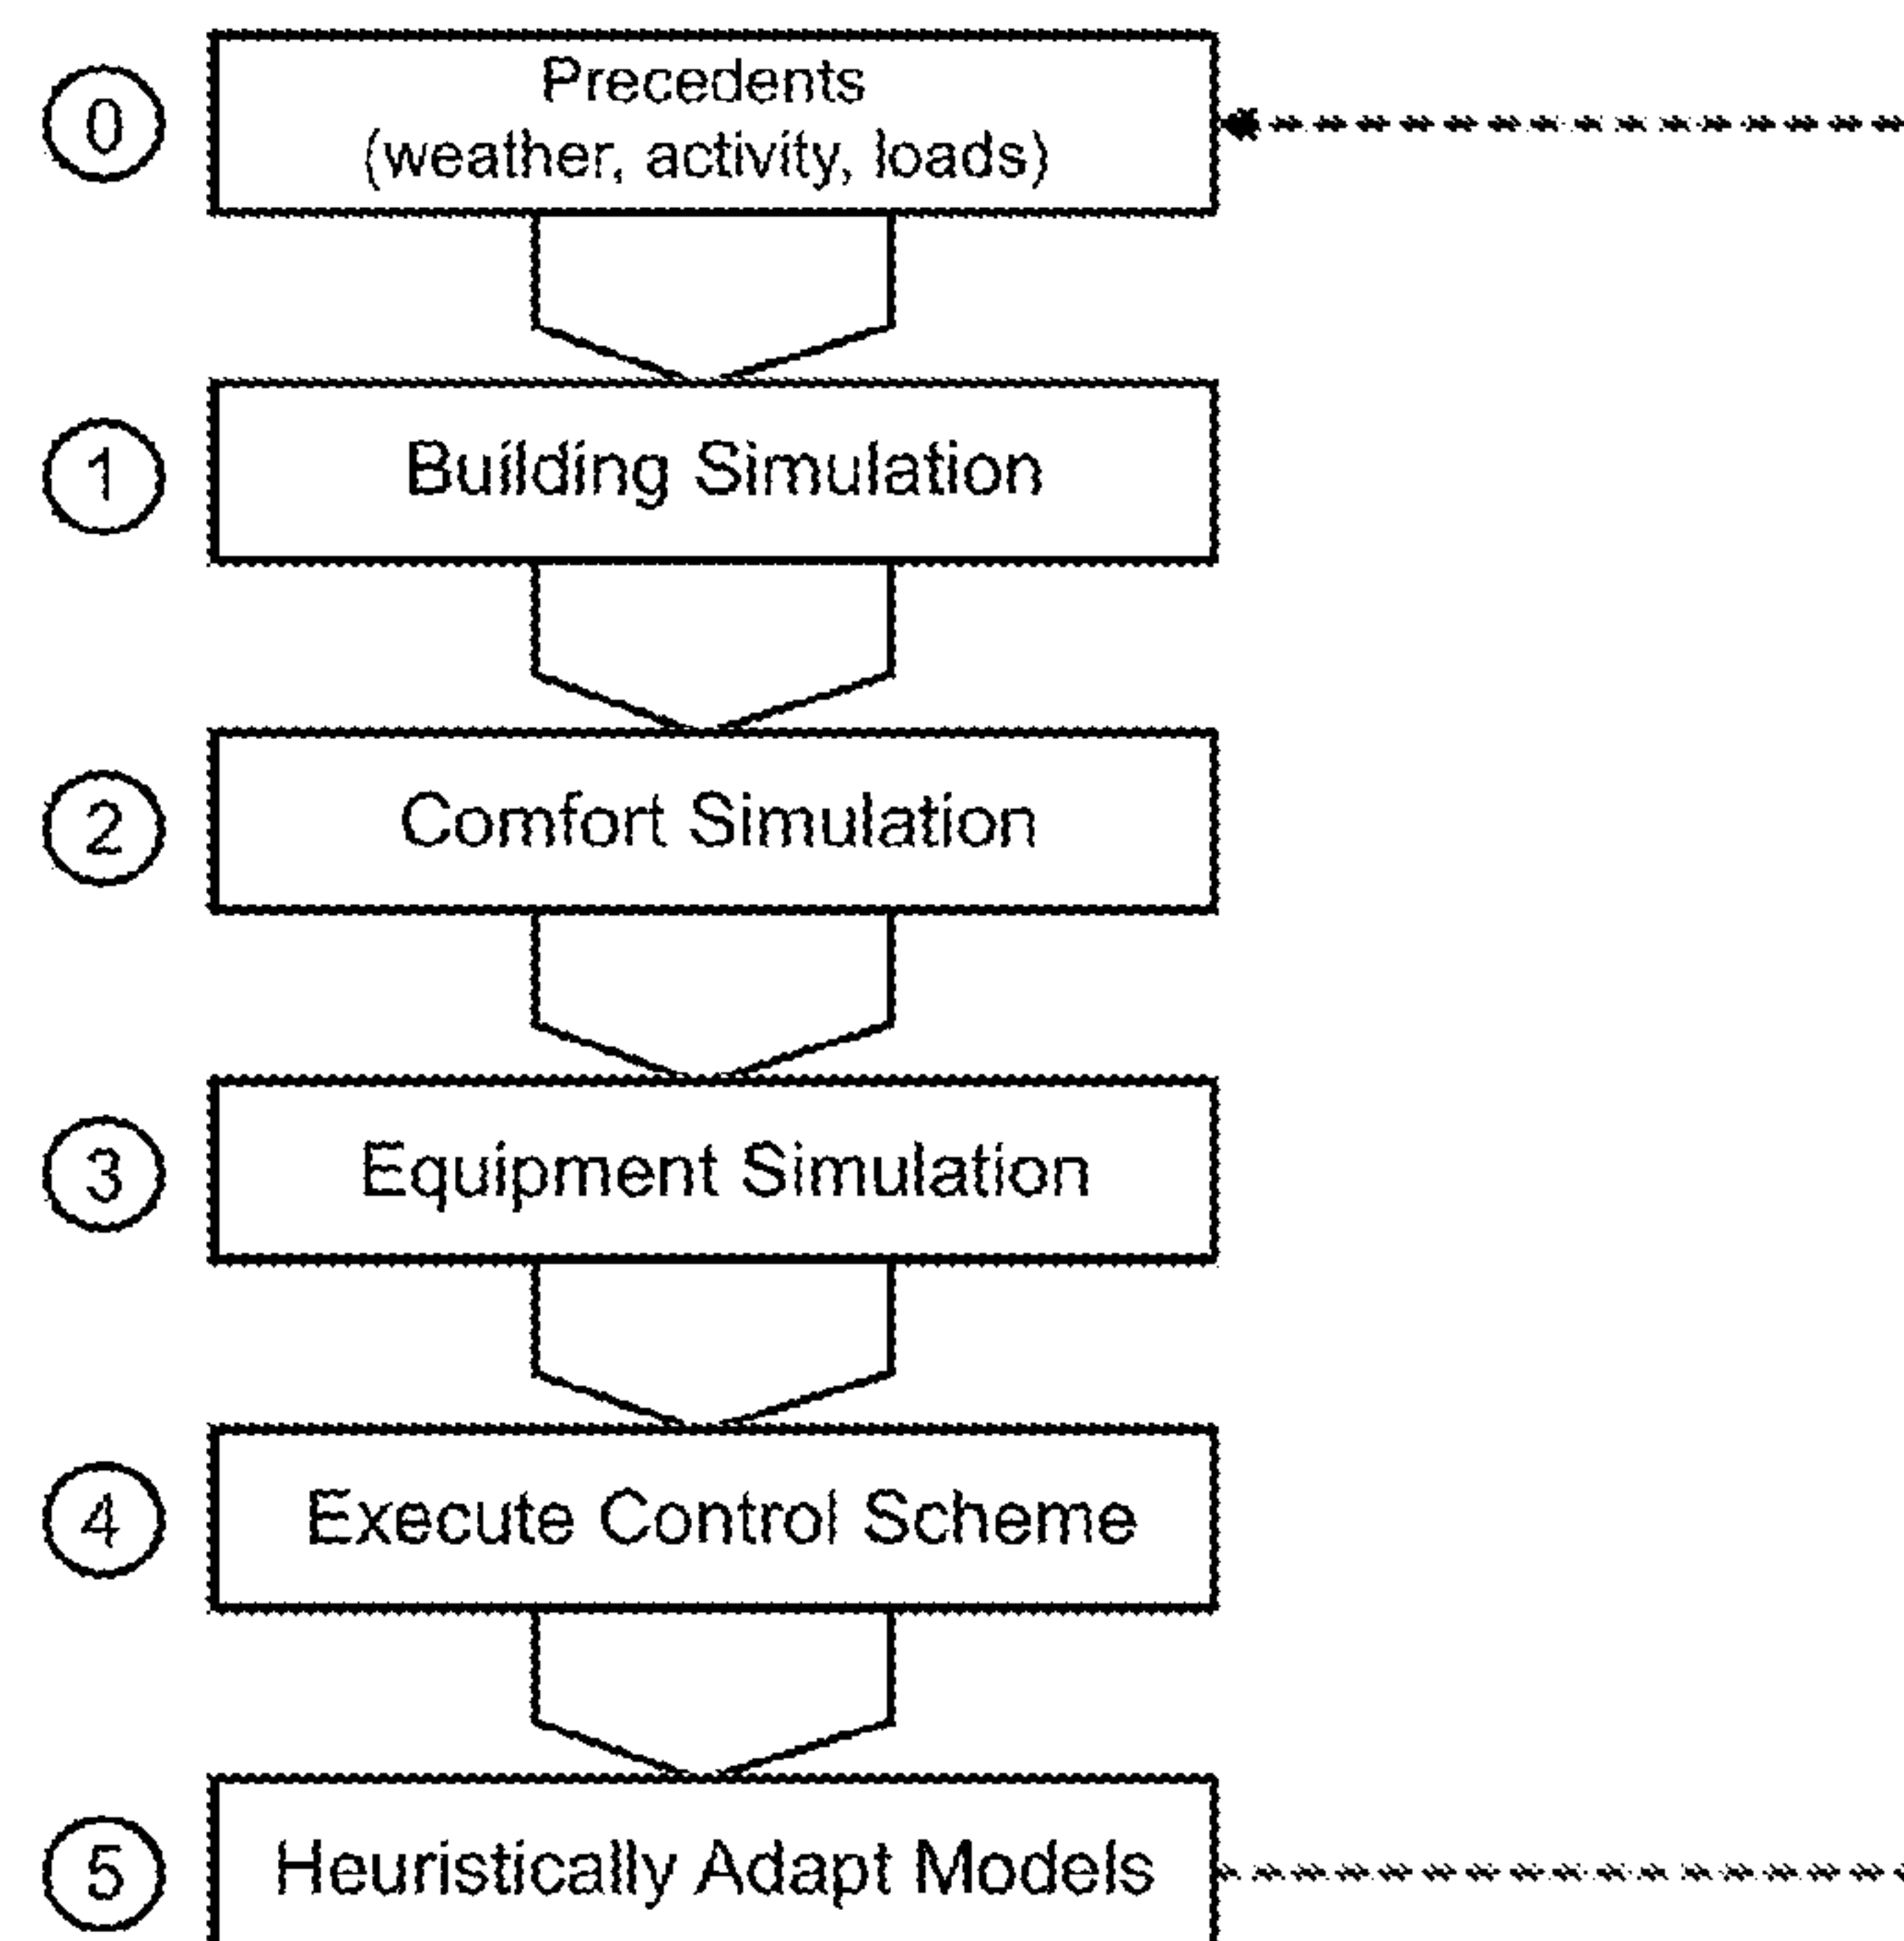 0
Precedents
(weather, activity, loads)
1
Building Simulation
2
Comfort Simulation
3
Equipment Simulation
4
Execute Control Scheme
5
Heuristically Adapt Models